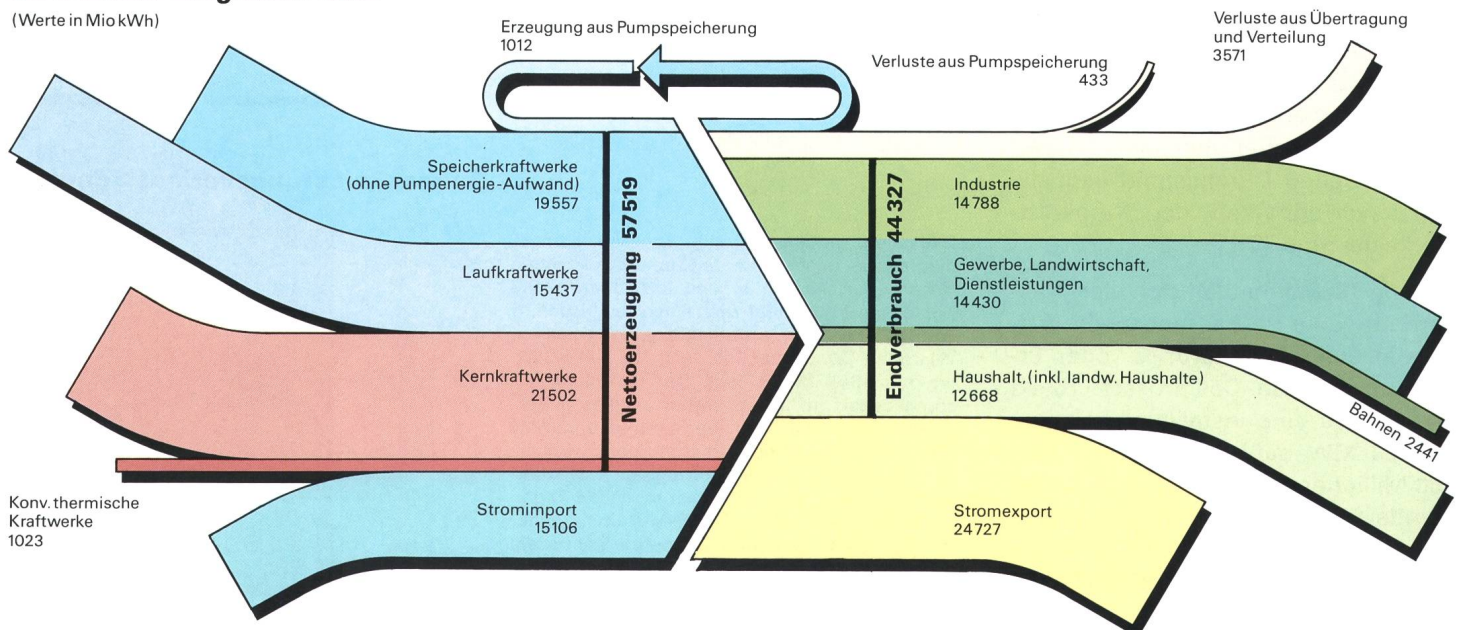 (Werte in Mio kWh)
Erzeugung aus Pumpspeicherung
1012
Verluste aus Pumpspeicherung
433
Verluste aus Übertragung
und Verteilung
3571
Speicherkraftwerke
(ohne Pumpenergie-Aufwand)
19557
Laufkraftwerke
15437
Kernkraftwerke
21502
Konv. thermische
Kraftwerke
1023
Stromimport
15106
Nettoerzeugung 57519
Endverbrauch 44327
Industrie
14788
Gewerbe, Landwirtschaft,
Dienstleistungen
14430
Haushalt, (inkl. landw. Haushalte)
12668
Bahnen 2441
Stromexport
24727